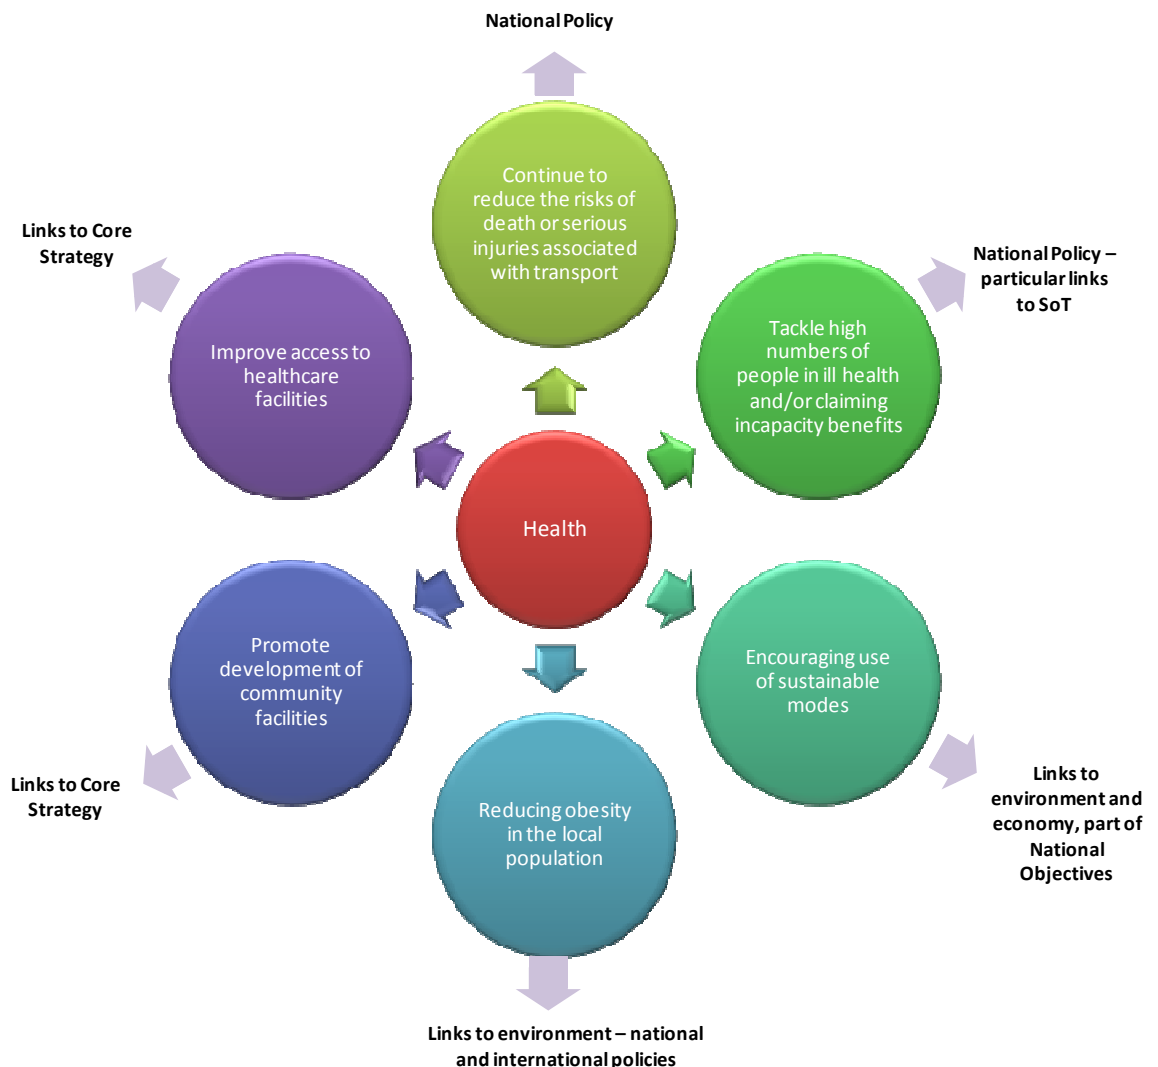 National Policy
Continue to
reduce the risks of
death or serious
injuries associated
with transport
Links to Core
Strategy
National Policy –
particular links
to SoT
Improve access to
healthcare
facilities
Tackle high
numbers of
people in ill health
and/or claiming
incapacity benefits
Health
Promote
development of
community
facilities
Encouraging use
of sustainable
modes
Links to Core
Strategy
Reducing obesity
in the local
population
Links to
environment and
economy, part of
National
Objectives
Links to environment – national
and international policies